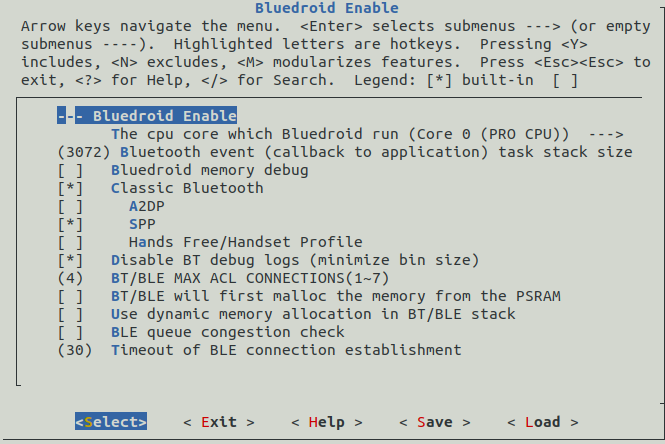 Bluedroid Enable
Arrow keys navigate the menu.  <Enter> selects submenus ---> (or empty
submenus ----).  Highlighted letters are hotkeys.  Pressing <Y>
includes, <N> excludes, <M> modularizes features.  Press <Esc><Esc> to
exit, <?> for Help, </> for Search.  Legend: [*] built-in  [ ]
--- Bluedroid Enable
The cpu core which Bluedroid run (Core 0 (PRO CPU))  --->
(3072) Bluetooth event (callback to application) task stack size
[ ]   Bluedroid memory debug
[*]   Classic Bluetooth
[ ]     A2DP
[*]     SPP
[ ]     Hands Free/Handset Profile
[*]   Disable BT debug logs (minimize bin size)
(4)   BT/BLE MAX ACL CONNECTIONS(1~7)
[ ]   BT/BLE will first malloc the memory from the PSRAM
[ ]   Use dynamic memory allocation in BT/BLE stack
[ ]   BLE queue congestion check
(30)  Timeout of BLE connection establishment
<Select>    < Exit >    < Help >    < Save >    < Load >